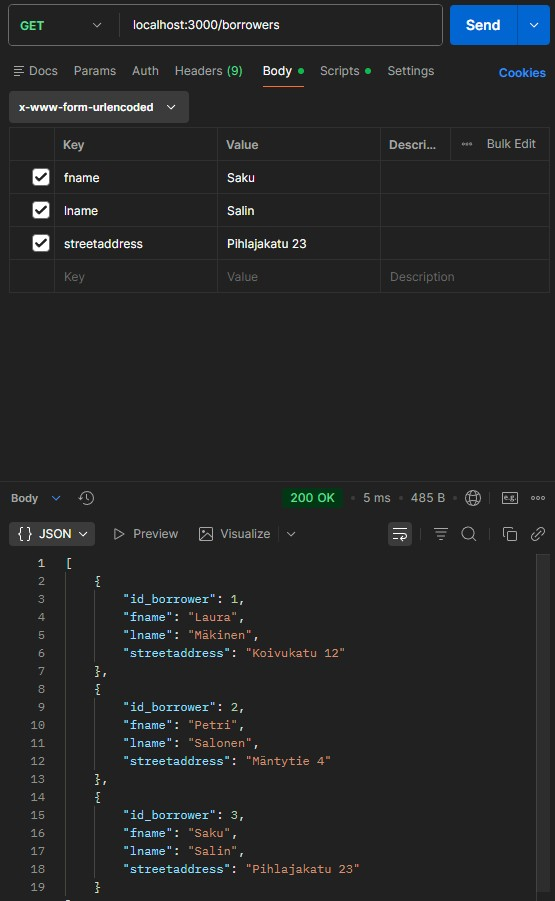 GET localhost:3000/borrowers Send
Docs Params Auth Headers (9) Body Scripts Settings Cookies
x-www-form-urlencoded
Key Value Descri... Bulk Edit
fname Saku
lname Salin
streetaddress Pihlajakatu 23
Key Value Description
Body 200 OK 5 ms 485 B e.g.
{} JSON Preview Visualize
1 [
2 {
3 "id_borrower": 1,
4 "fname": "Laura",
5 "lname": "Mäkinen",
6 "streetaddress": "Koivukatu 12"
7 },
8 {
9 "id_borrower": 2,
10 "fname": "Petri",
11 "lname": "Salonen",
12 "streetaddress": "Mäntytie 4"
13 },
14 {
15 "id_borrower": 3,
16 "fname": "Saku",
17 "lname": "Salin",
18 "streetaddress": "Pihlajakatu 23"
19 }